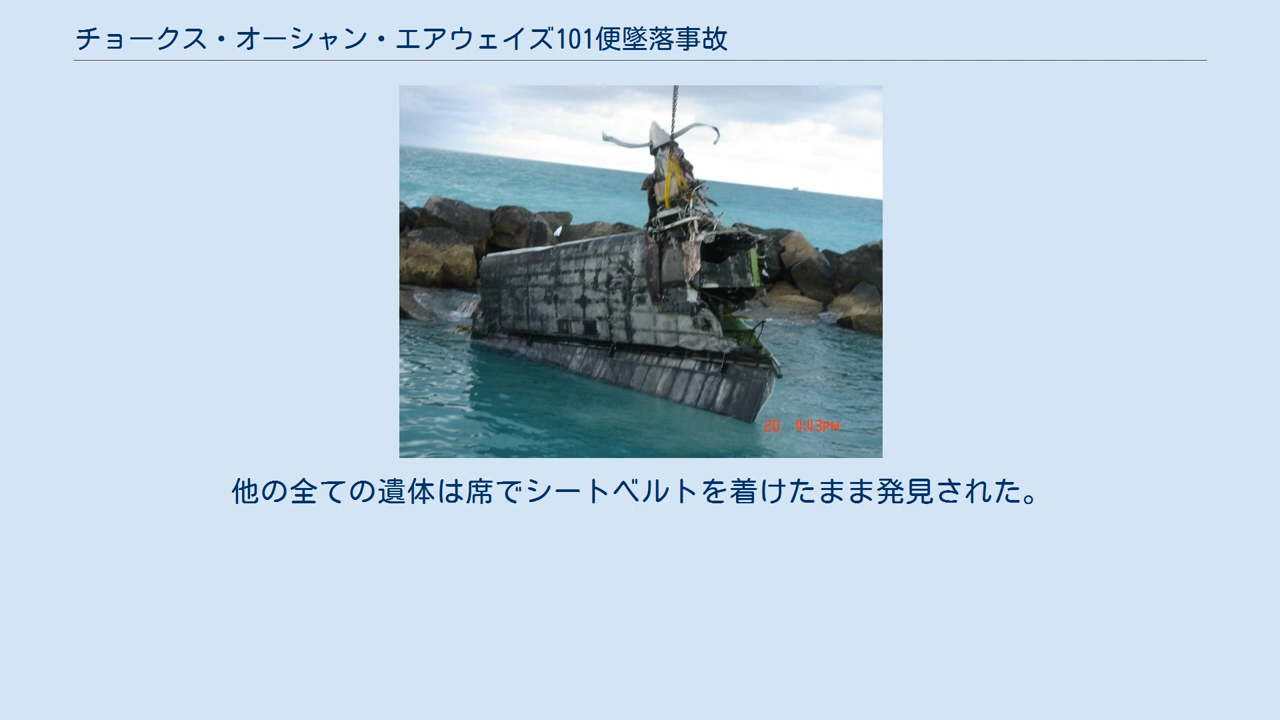 チョークス・オーシャン・エアウェイズ101便墜落事故
20 4:43PM
他の全ての遺体は席でシートベルトを着けたまま発見された。